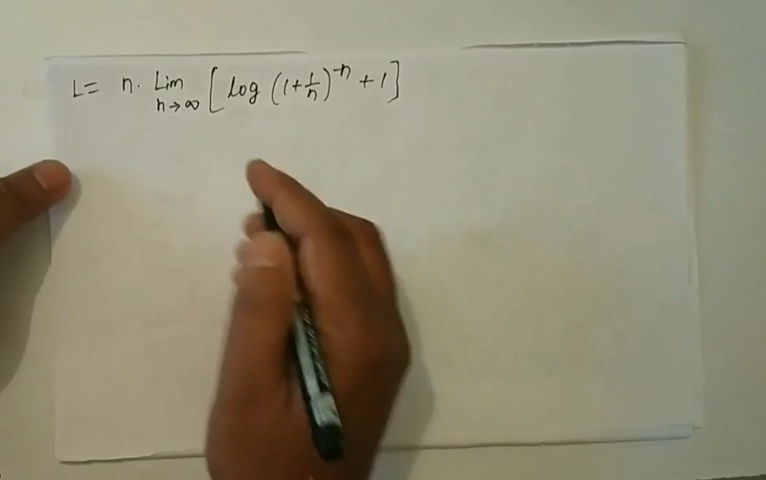 L = n. Lim n→∞ [log (1+1/n)^-n + 1]